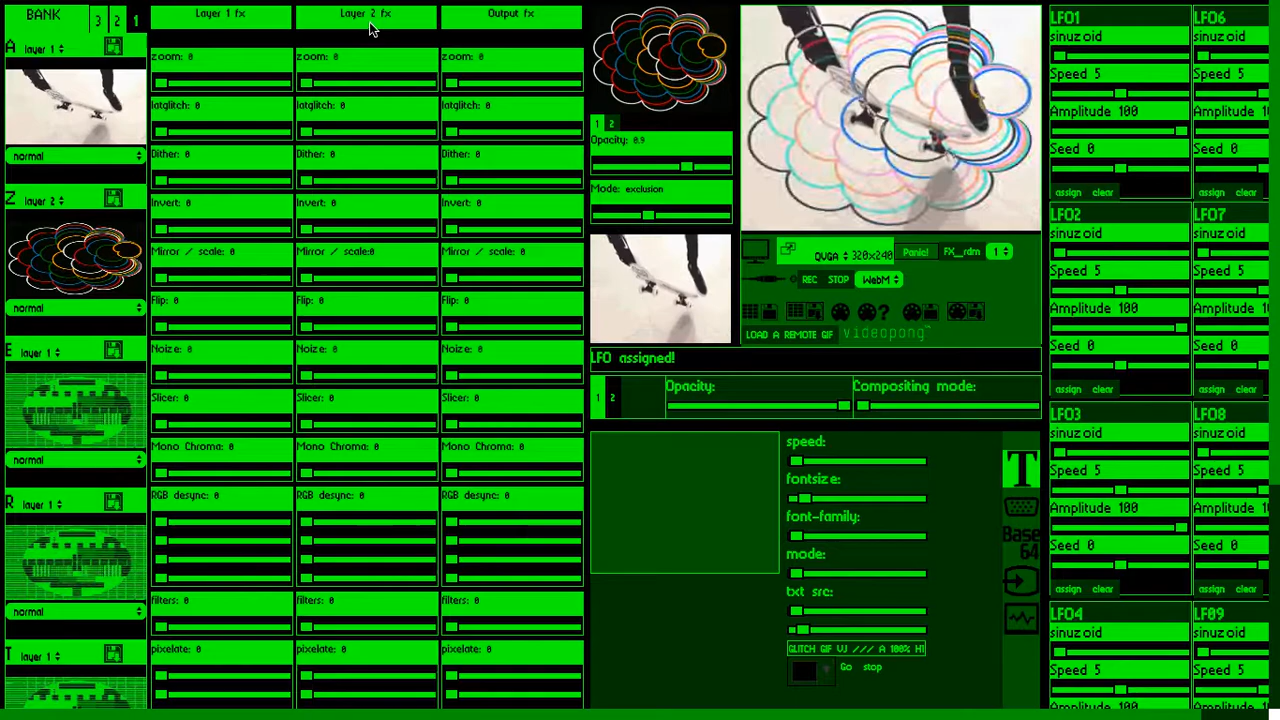 BANK 3 2 1
A layer 1
normal
Z layer 2
normal
E layer 1
normal
R layer 1
normal
T layer 1
Layer 1 fx
zoom: 0
latglitch: 0
Dither: 0
Invert: 0
Mirror / scale: 0
Flip: 0
Noize: 0
Slicer: 0
Mono Chroma: 0
RGB desync: 0
filters: 0
pixelate: 0
Layer 2 fx
zoom: 0
latglitch: 0
Dither: 0
Invert: 0
Mirror / scale:0
Flip: 0
Noize: 0
Slicer: 0
Mono Chroma: 0
RGB desync: 0
filters: 0
pixelate: 0
Output fx
zoom: 0
latglitch: 0
Dither: 0
Invert: 0
Mirror / scale: 0
Flip: 0
Noize: 0
Slicer: 0
Mono Chroma: 0
RGB desync: 0
filters: 0
pixelate: 0
1 2
Opacity: 0.9
Mode: exclusion
QVGA 320x240 Panic! FX_rdm 1
REC STOP WebM
?
LOAD A REMOTE GIF videopong™
LFO assigned!
1 2 Opacity: Compositing mode:
speed:
fontsize:
font-family:
mode:
txt src:
GLITCH GIF VJ /// A 100% HT
Go stop
T
Base
64
LFO1
sinuzoid
Speed 5
Amplitude 100
Seed 0
assign clear
LFO2
sinuzoid
Speed 5
Amplitude 100
Seed 0
assign clear
LFO3
sinuzoid
Speed 5
Amplitude 100
Seed 0
assign clear
LFO4
sinuzoid
Speed 5
Amplitude 100
LFO6
sinuzoid
Speed 5
Amplitude
Seed 0
assign clear
LFO7
sinuzoid
Speed 5
Amplitude
Seed 0
assign clear
LFO8
sinuzoid
Speed 5
Amplitude
Seed 0
assign clear
LFO9
sinuzoid
Speed 5
Amplitude